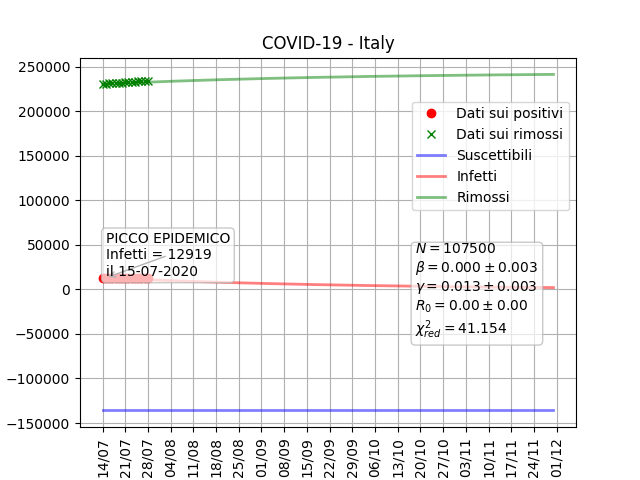 COVID-19 - Italy
250000
200000
150000
100000
50000
0
−50000
−100000
−150000
Dati sui positivi
Dati sui rimossi
Suscettibili
Infetti
Rimossi
PICCO EPIDEMICO
Infetti = 12919
il 15-07-2020
N = 107500
β = 0.000 ± 0.003
γ = 0.013 ± 0.003
R₀ = 0.00 ± 0.00
χ²red = 41.154
14/07
21/07
28/07
04/08
11/08
18/08
25/08
01/09
08/09
15/09
22/09
29/09
06/10
13/10
20/10
27/10
03/11
10/11
17/11
24/11
01/12